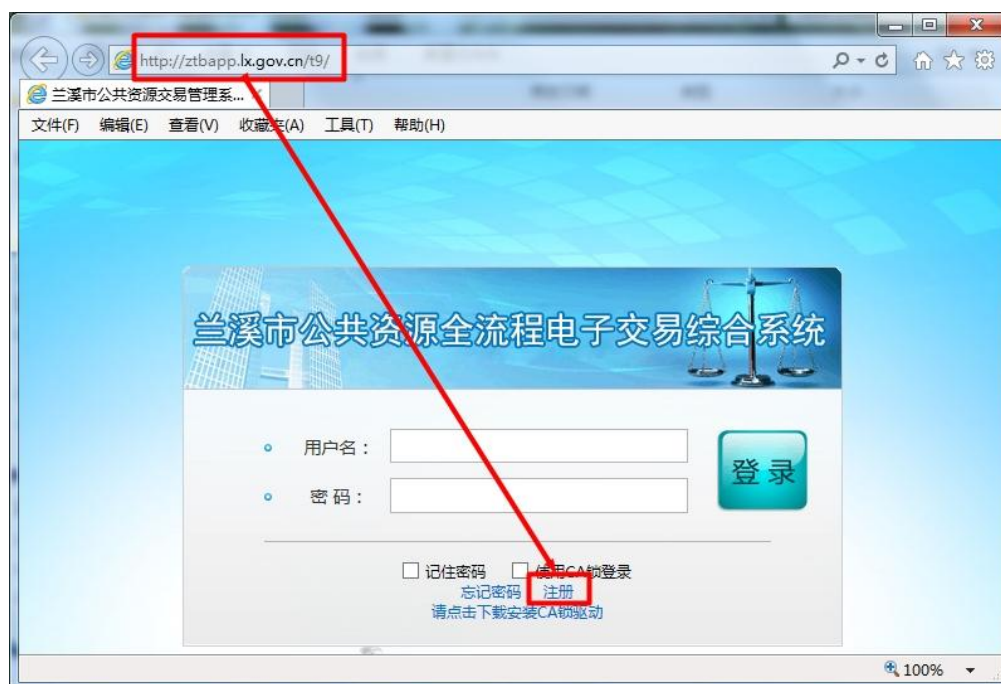 http://ztbapp.lx.gov.cn/t9/
兰溪市公共资源交易管理系...
文件(F) 编辑(E) 查看(V) 收藏夹(A) 工具(T) 帮助(H)
兰溪市公共资源全流程电子交易综合系统
用户名：
密码：
登录
记住密码 使用CA锁登录
忘记密码 注册
请点击下载安装CA锁驱动
100%